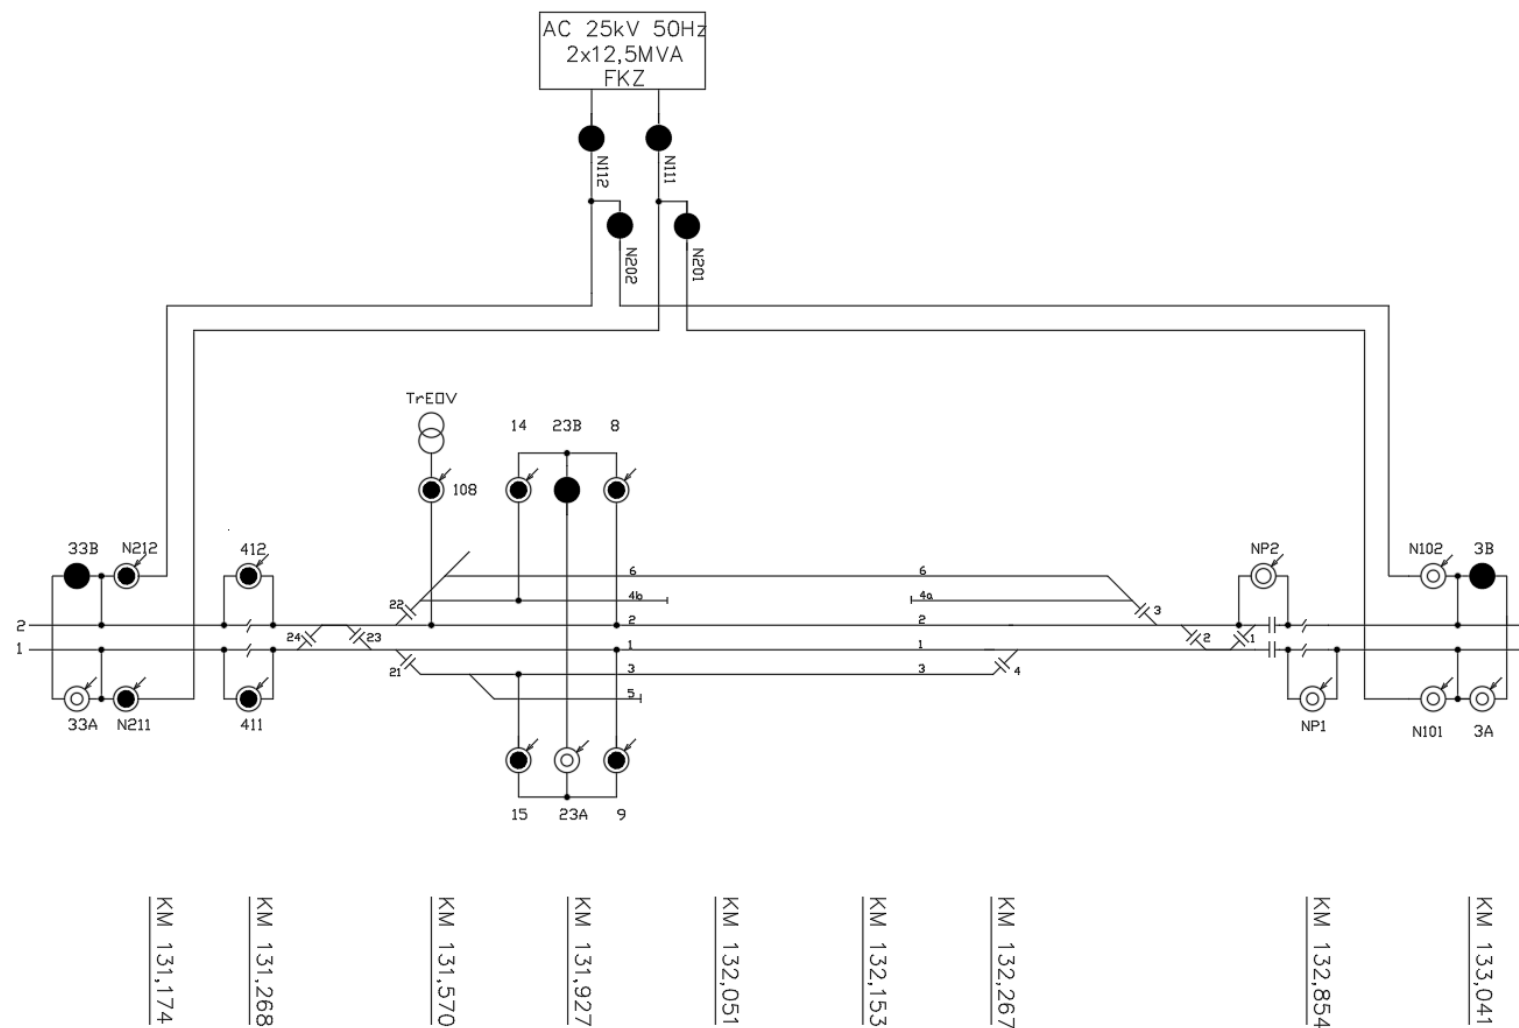 AC 25kV 50Hz
2x12,5MVA
FKZ
N112
N111
N202
N201
TrEOV
14
23B
8
108
33B
N212
412
NP2
N102
3B
6
6
22
4b
4a
3
2
2
2
24
23
2
1
1
1
1
21
3
3
4
5
33A
N211
411
NP1
N101
3A
15
23A
9
KM 131,174
KM 131,268
KM 131,570
KM 131,927
KM 132,051
KM 132,153
KM 132,267
KM 132,854
KM 133,041